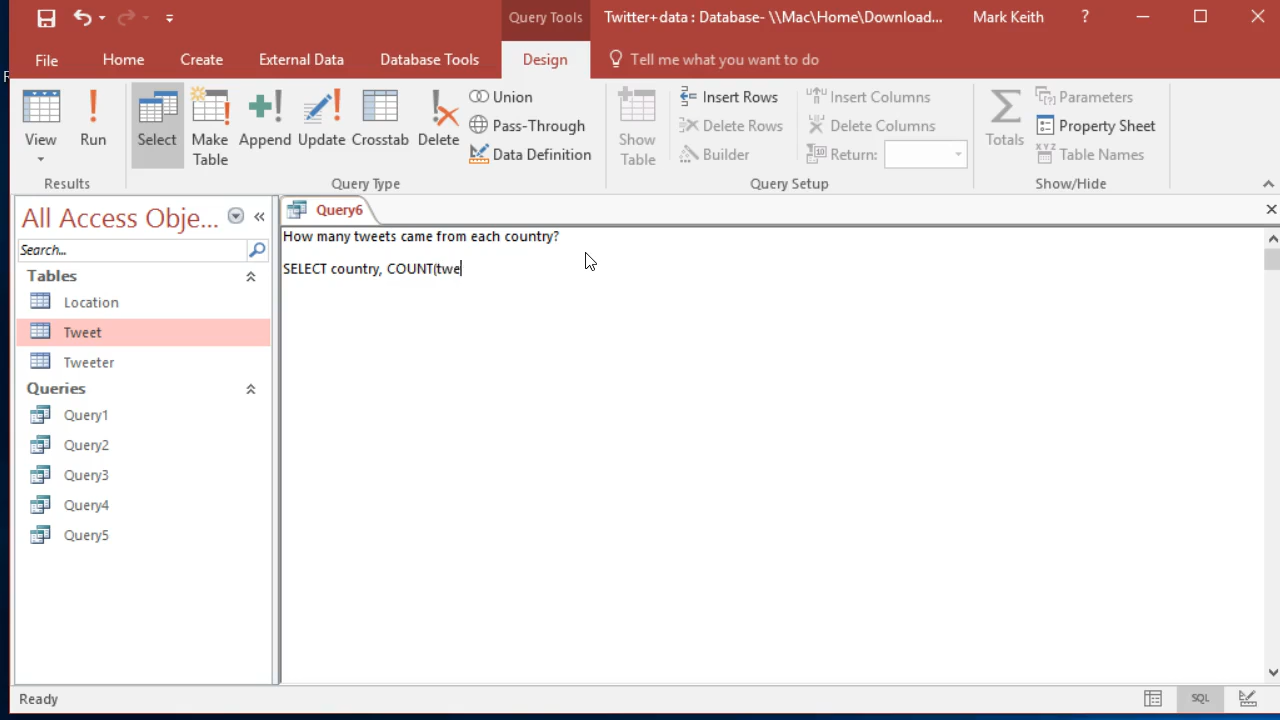 Query Tools
Twitter+data : Database- \\Mac\Home\Download...
Mark Keith
?
File
Home
Create
External Data
Database Tools
Design
Tell me what you want to do
View
Run
Select
Make Table
Append
Update
Crosstab
Delete
Union
Pass-Through
Data Definition
Show Table
Insert Rows
Delete Rows
Builder
Insert Columns
Delete Columns
Return:
Totals
Parameters
Property Sheet
Table Names
Results
Query Type
Query Setup
Show/Hide
All Access Obje...
Search...
Tables
Location
Tweet
Tweeter
Queries
Query1
Query2
Query3
Query4
Query5
Query6
How many tweets came from each country?
SELECT country, COUNT(twe
Ready
SQL